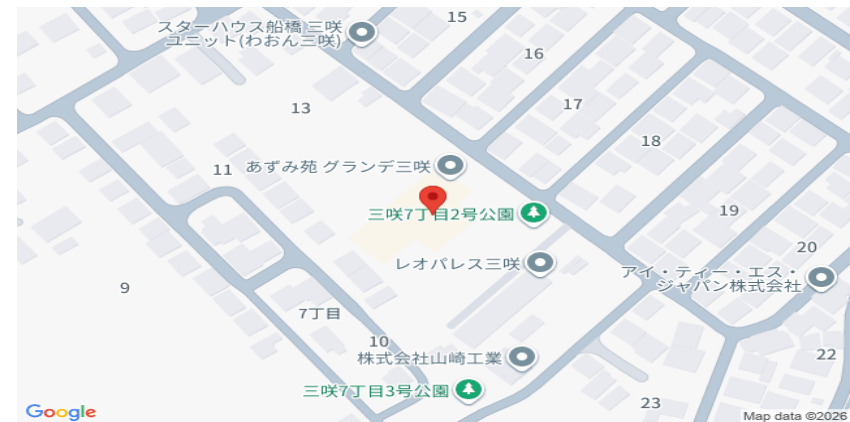 15
スターハウス船橋 三咲
ユニット(わおん三咲)
16
13
17
18
あずみ苑 グランデ三咲
11
三咲7丁目2号公園
19
20
レオパレス三咲
アイ・ティー・エス・
ジャパン株式会社
9
7丁目
10
株式会社山崎工業
22
三咲7丁目3号公園
23
Google
Map data ©2026